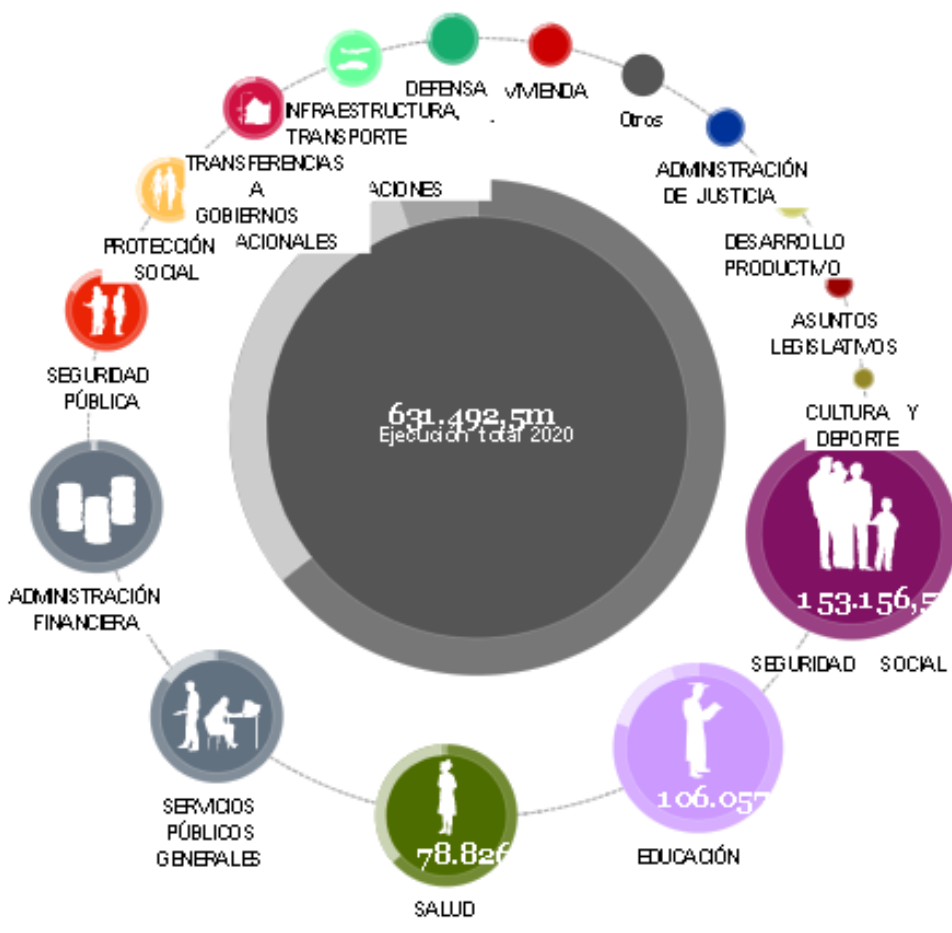 DEFENSA
VIVIENDA
Otros
INFRAESTRUCTURA,
TRANSPORTE
ADMINISTRACIÓN
DE JUSTICIA
TRANSFERENCIAS
A
GOBIERNOS
ACIONALES
ACIONES
PROTECCIÓN
SOCIAL
DESARROLLO
PRODUCTIVO
ASUNTOS
LEGISLATIVOS
SEGURIDAD
PÚBLICA
CULTURA Y
DEPORTE
631.492,5m
Ejecución total 2020
153.156,5
SEGURIDAD SOCIAL
ADMINISTRACIÓN
FINANCIERA
106.057
EDUCACIÓN
SERVICIOS
PÚBLICOS
GENERALES
78.826
SALUD